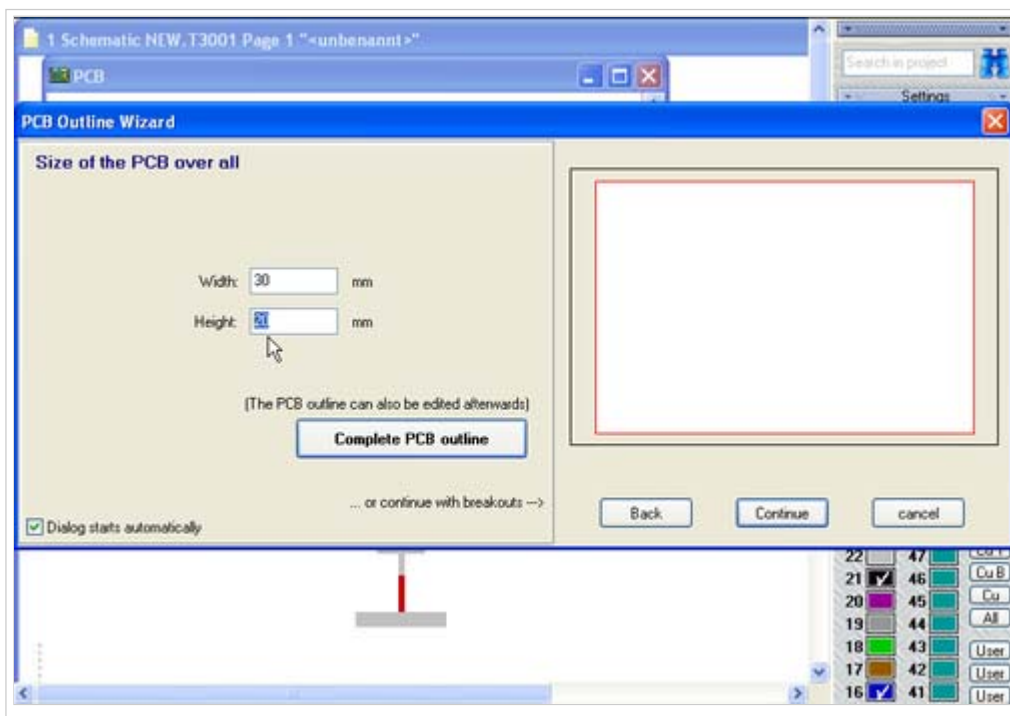 1 Schematic NEW.T3001 Page 1 "<unbenannt>"
PCB
Search in project
Settings
PCB Outline Wizard
Size of the PCB over all
Width: 30 mm
Height: 20 mm
(The PCB outline can also be edited afterwards)
Complete PCB outline
... or continue with breakouts --->
Dialog starts automatically
Back Continue cancel
22 47
21 46 Cu B
20 45 Cu
19 44 All
18 43 User
17 42 User
16 41 User